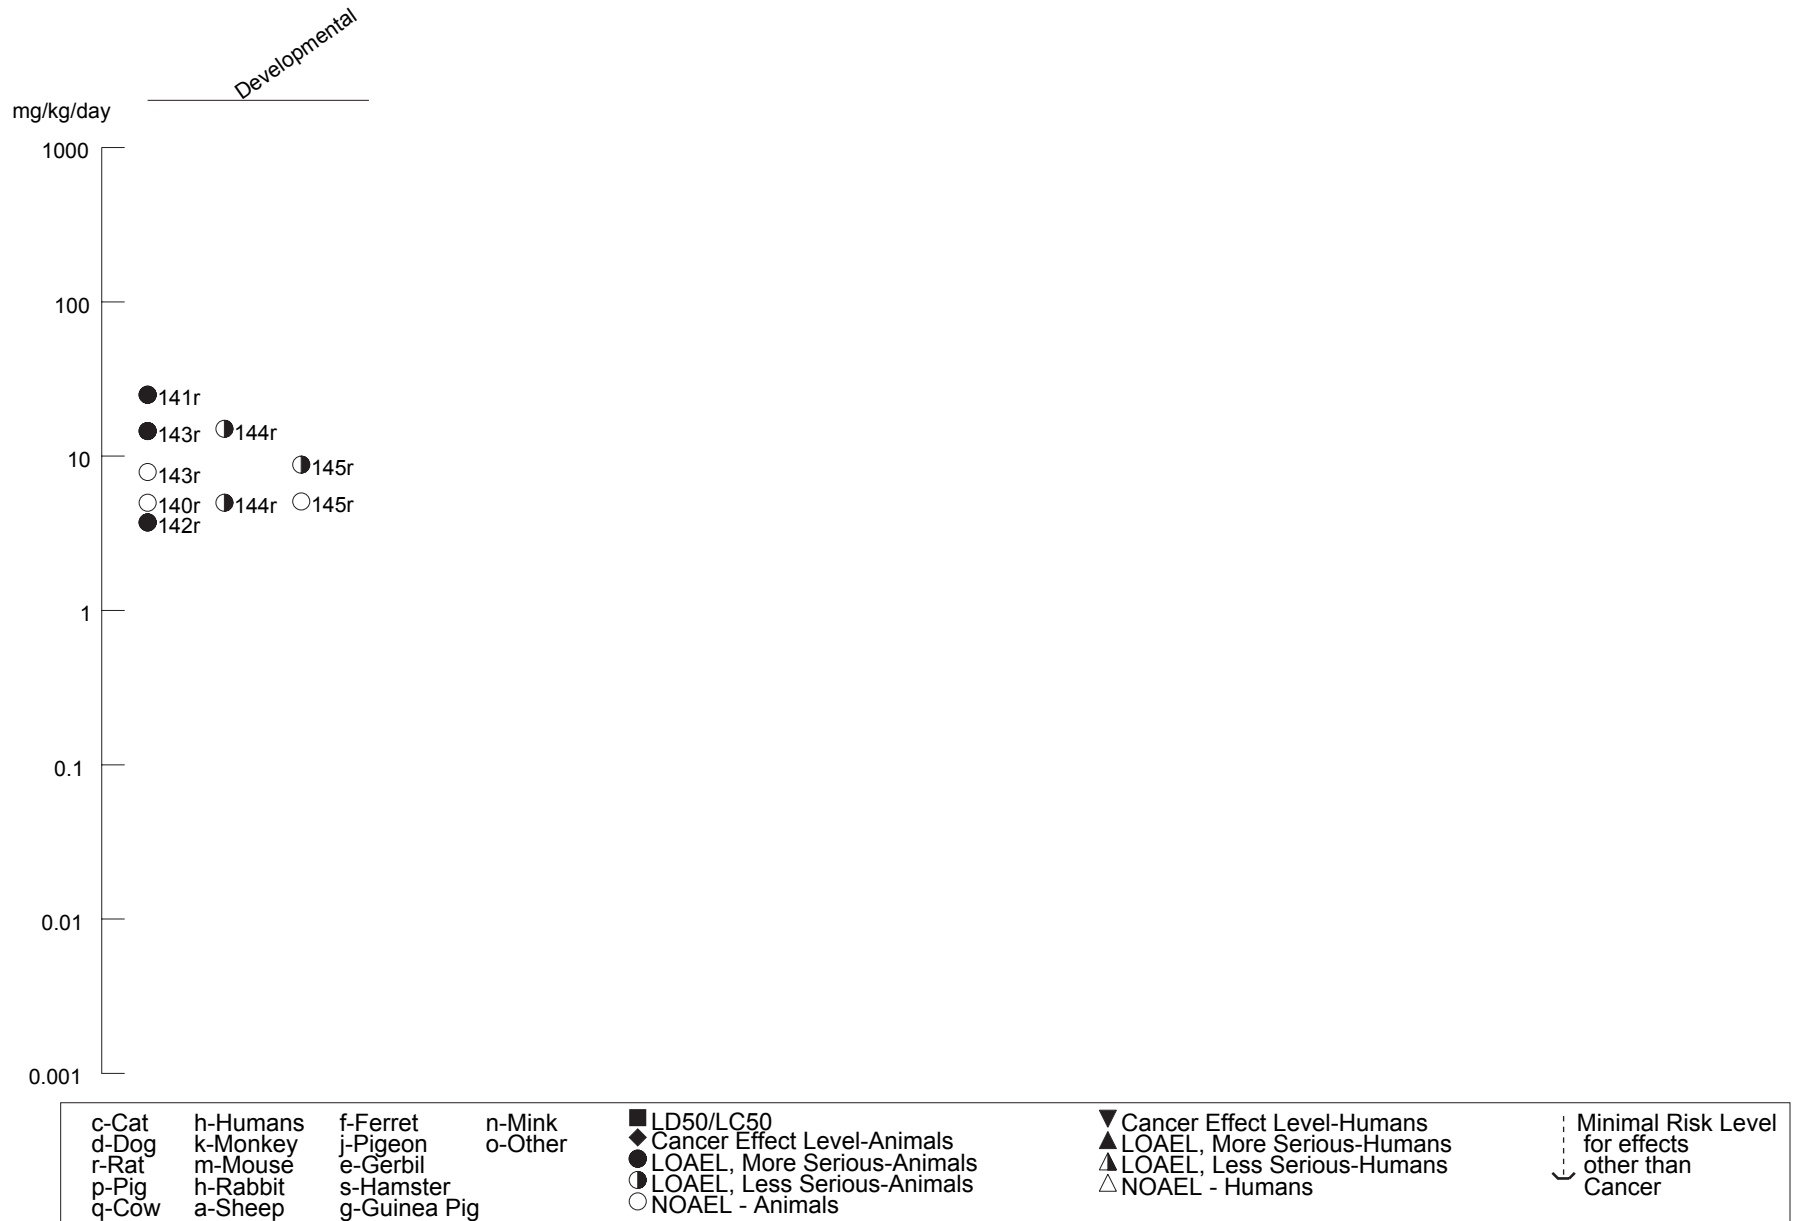 Developmental
mg/kg/day
1000
100
10
1
0.1
0.01
0.001
141r
143r
144r
143r
145r
140r
144r
145r
142r
c-Cat
d-Dog
r-Rat
p-Pig
q-Cow
h-Humans
k-Monkey
m-Mouse
h-Rabbit
a-Sheep
f-Ferret
j-Pigeon
e-Gerbil
s-Hamster
g-Guinea Pig
n-Mink
o-Other
LD50/LC50
Cancer Effect Level-Animals
LOAEL, More Serious-Animals
LOAEL, Less Serious-Animals
NOAEL - Animals
Cancer Effect Level-Humans
LOAEL, More Serious-Humans
LOAEL, Less Serious-Humans
NOAEL - Humans
Minimal Risk Level
for effects
other than
Cancer